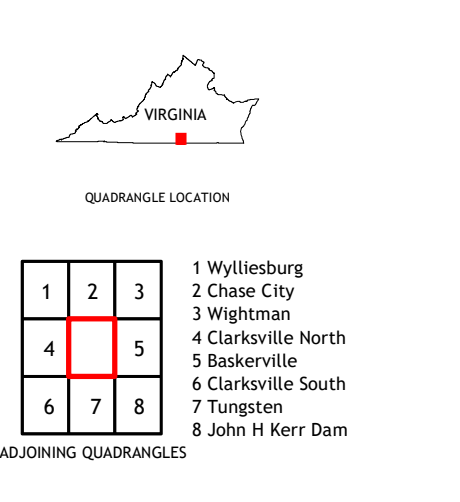 VIRGINIA
QUADRANGLE LOCATION
1 2 3
4 5
6 7 8
1 Wylliesburg
2 Chase City
3 Wightman
4 Clarksville North
5 Baskerville
6 Clarksville South
7 Tungsten
8 John H Kerr Dam
ADJOINING QUADRANGLES